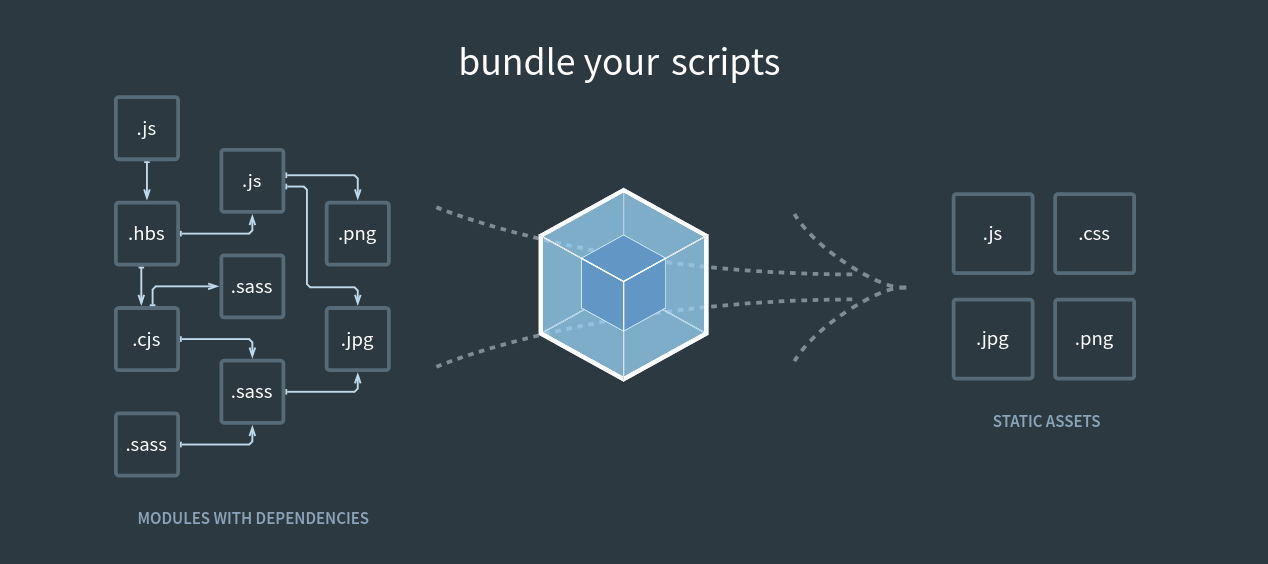 bundle your scripts
.js
.js
.hbs
.png
.sass
.cjs
.jpg
.sass
.sass
MODULES WITH DEPENDENCIES
.js
.css
.jpg
.png
STATIC ASSETS